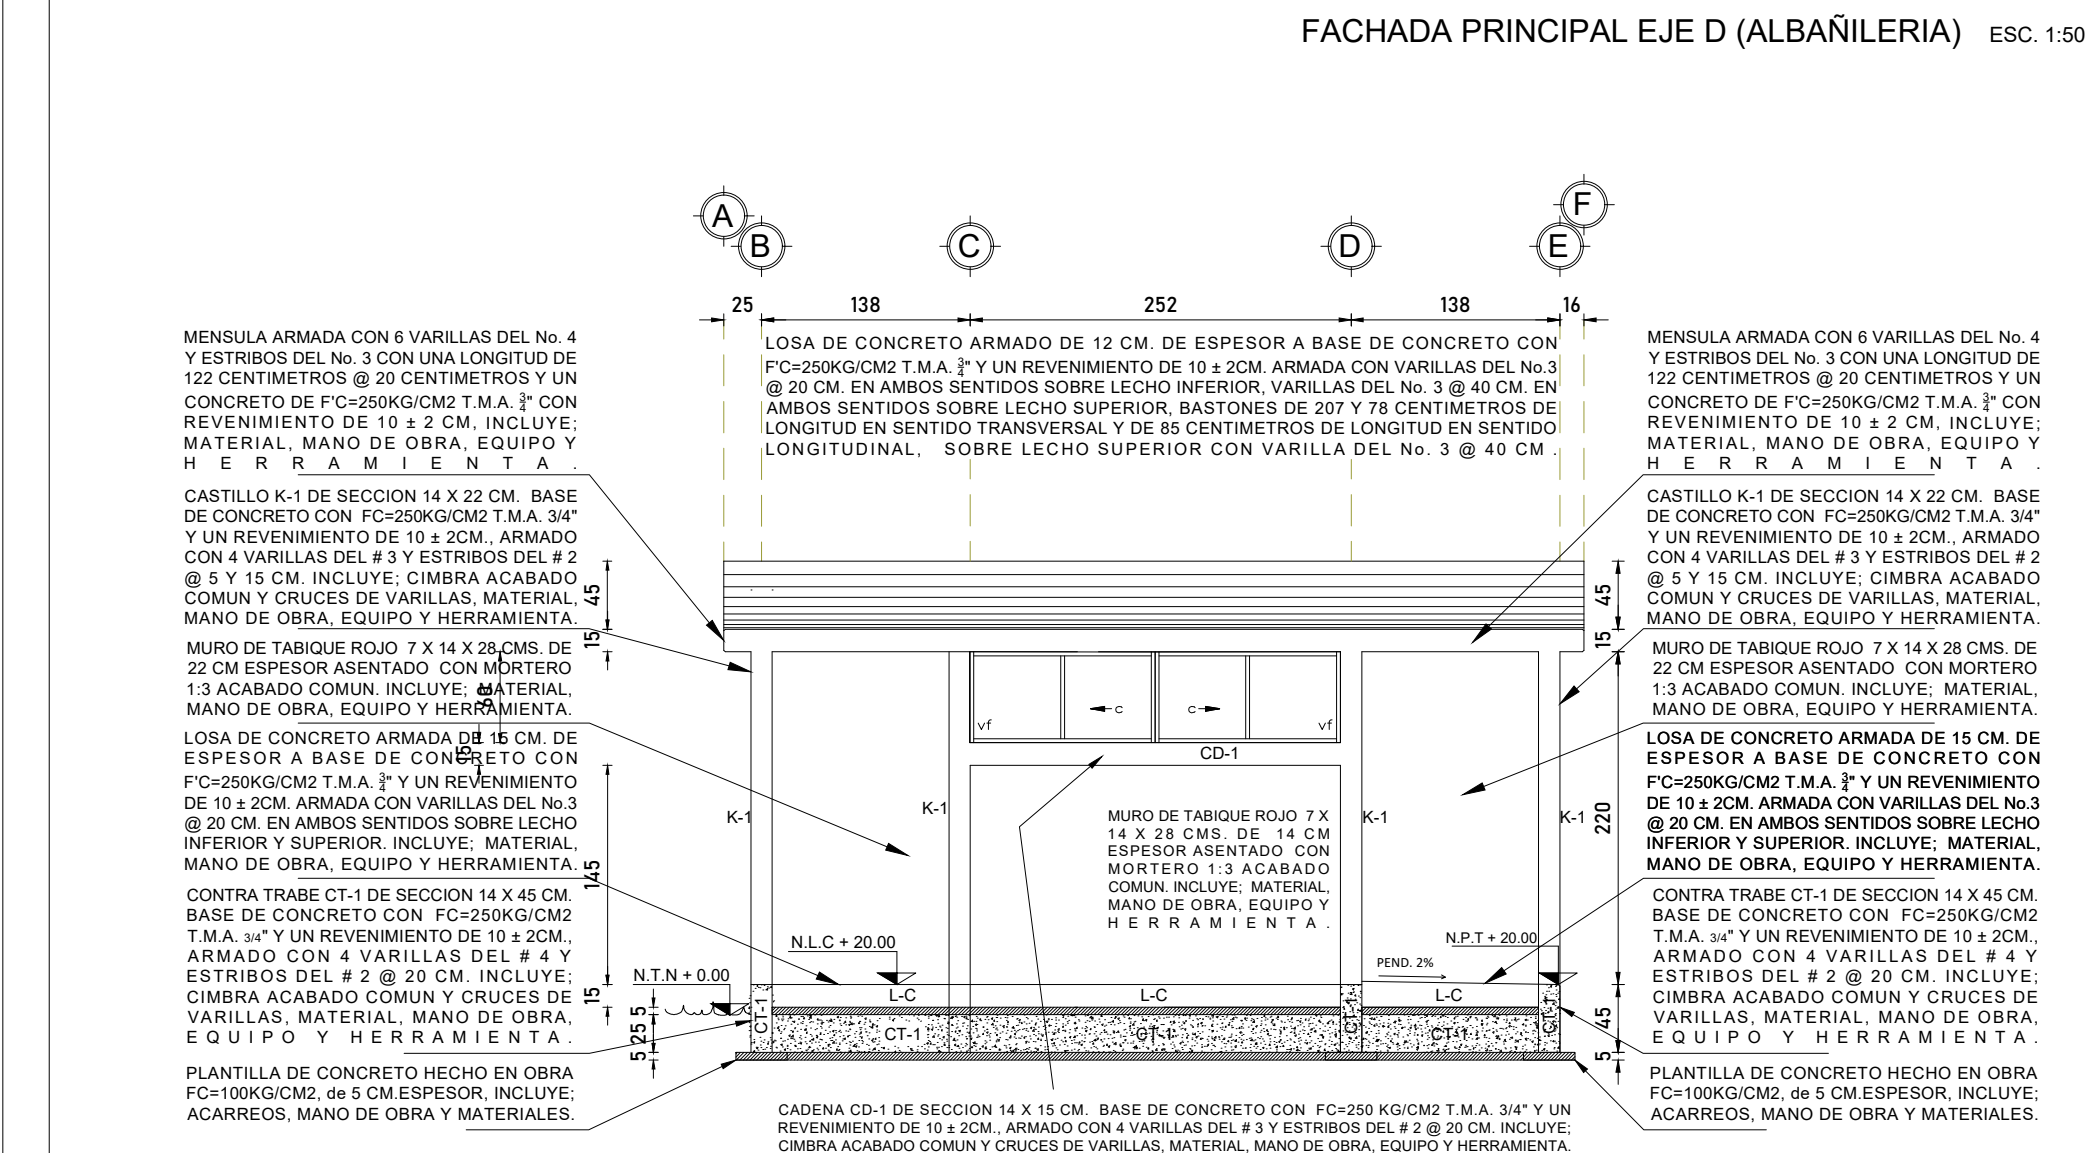 FACHADA PRINCIPAL EJE D (ALBAÑILERIA) ESC. 1:50
A
B
C
D
E
F
25 138 252 138 16
MENSULA ARMADA CON 6 VARILLAS DEL No. 4
Y ESTRIBOS DEL No. 3 CON UNA LONGITUD DE
122 CENTIMETROS @ 20 CENTIMETROS Y UN
CONCRETO DE F'C=250KG/CM2 T.M.A. 3/4" CON
REVENIMIENTO DE 10 ± 2 CM, INCLUYE;
MATERIAL, MANO DE OBRA, EQUIPO Y
HERRAMIENTA.
CASTILLO K-1 DE SECCION 14 X 22 CM. BASE
DE CONCRETO CON FC=250KG/CM2 T.M.A. 3/4"
Y UN REVENIMIENTO DE 10 ± 2CM., ARMADO
CON 4 VARILLAS DEL # 3 Y ESTRIBOS DEL # 2
@ 5 Y 15 CM. INCLUYE; CIMBRA ACABADO
COMUN Y CRUCES DE VARILLAS, MATERIAL,
MANO DE OBRA, EQUIPO Y HERRAMIENTA.
MURO DE TABIQUE ROJO 7 X 14 X 28 CMS. DE
22 CM ESPESOR ASENTADO CON MORTERO
1:3 ACABADO COMUN. INCLUYE; MATERIAL,
MANO DE OBRA, EQUIPO Y HERRAMIENTA.
LOSA DE CONCRETO ARMADA DE 15 CM. DE
ESPESOR A BASE DE CONCRETO CON
F'C=250KG/CM2 T.M.A. 3/4" Y UN REVENIMIENTO
DE 10 ± 2CM. ARMADA CON VARILLAS DEL No.3
@ 20 CM. EN AMBOS SENTIDOS SOBRE LECHO
INFERIOR Y SUPERIOR. INCLUYE; MATERIAL,
MANO DE OBRA, EQUIPO Y HERRAMIENTA.
CONTRA TRABE CT-1 DE SECCION 14 X 45 CM.
BASE DE CONCRETO CON FC=250KG/CM2
T.M.A. 3/4" Y UN REVENIMIENTO DE 10 ± 2CM.,
ARMADO CON 4 VARILLAS DEL # 4 Y
ESTRIBOS DEL # 2 @ 20 CM. INCLUYE;
CIMBRA ACABADO COMUN Y CRUCES DE
VARILLAS, MATERIAL, MANO DE OBRA,
EQUIPO Y HERRAMIENTA.
PLANTILLA DE CONCRETO HECHO EN OBRA
FC=100KG/CM2, de 5 CM.ESPESOR, INCLUYE;
ACARREOS, MANO DE OBRA Y MATERIALES.
45
15
60
15
145
15
5
25
5
LOSA DE CONCRETO ARMADO DE 12 CM. DE ESPESOR A BASE DE CONCRETO CON
F'C=250KG/CM2 T.M.A. 3/4" Y UN REVENIMIENTO DE 10 ± 2CM. ARMADA CON VARILLAS DEL No.3
@ 20 CM. EN AMBOS SENTIDOS SOBRE LECHO INFERIOR, VARILLAS DEL No. 3 @ 40 CM. EN
AMBOS SENTIDOS SOBRE LECHO SUPERIOR, BASTONES DE 207 Y 78 CENTIMETROS DE
LONGITUD EN SENTIDO TRANSVERSAL Y DE 85 CENTIMETROS DE LONGITUD EN SENTIDO
LONGITUDINAL, SOBRE LECHO SUPERIOR CON VARILLA DEL No. 3 @ 40 CM .
vf c c vf
CD-1
K-1 K-1 K-1 K-1
MURO DE TABIQUE ROJO 7 X
14 X 28 CMS. DE 14 CM
ESPESOR ASENTADO CON
MORTERO 1:3 ACABADO
COMUN. INCLUYE; MATERIAL,
MANO DE OBRA, EQUIPO Y
HERRAMIENTA.
N.L.C + 20.00
N.P.T + 20.00
PEND. 2%
N.T.N + 0.00
L-C L-C L-C
CT-1 CT-1 CT-1 CT-1 CT-1 CT-1
CADENA CD-1 DE SECCION 14 X 15 CM. BASE DE CONCRETO CON FC=250 KG/CM2 T.M.A. 3/4" Y UN
REVENIMIENTO DE 10 ± 2CM., ARMADO CON 4 VARILLAS DEL # 3 Y ESTRIBOS DEL # 2 @ 20 CM. INCLUYE;
CIMBRA ACABADO COMUN Y CRUCES DE VARILLAS, MATERIAL, MANO DE OBRA, EQUIPO Y HERRAMIENTA.
45
15
220
45
5
MENSULA ARMADA CON 6 VARILLAS DEL No. 4
Y ESTRIBOS DEL No. 3 CON UNA LONGITUD DE
122 CENTIMETROS @ 20 CENTIMETROS Y UN
CONCRETO DE F'C=250KG/CM2 T.M.A. 3/4" CON
REVENIMIENTO DE 10 ± 2 CM, INCLUYE;
MATERIAL, MANO DE OBRA, EQUIPO Y
HERRAMIENTA.
CASTILLO K-1 DE SECCION 14 X 22 CM. BASE
DE CONCRETO CON FC=250KG/CM2 T.M.A. 3/4"
Y UN REVENIMIENTO DE 10 ± 2CM., ARMADO
CON 4 VARILLAS DEL # 3 Y ESTRIBOS DEL # 2
@ 5 Y 15 CM. INCLUYE; CIMBRA ACABADO
COMUN Y CRUCES DE VARILLAS, MATERIAL,
MANO DE OBRA, EQUIPO Y HERRAMIENTA.
MURO DE TABIQUE ROJO 7 X 14 X 28 CMS. DE
22 CM ESPESOR ASENTADO CON MORTERO
1:3 ACABADO COMUN. INCLUYE; MATERIAL,
MANO DE OBRA, EQUIPO Y HERRAMIENTA.
LOSA DE CONCRETO ARMADA DE 15 CM. DE
ESPESOR A BASE DE CONCRETO CON
F'C=250KG/CM2 T.M.A. 3/4" Y UN REVENIMIENTO
DE 10 ± 2CM. ARMADA CON VARILLAS DEL No.3
@ 20 CM. EN AMBOS SENTIDOS SOBRE LECHO
INFERIOR Y SUPERIOR. INCLUYE; MATERIAL,
MANO DE OBRA, EQUIPO Y HERRAMIENTA.
CONTRA TRABE CT-1 DE SECCION 14 X 45 CM.
BASE DE CONCRETO CON FC=250KG/CM2
T.M.A. 3/4" Y UN REVENIMIENTO DE 10 ± 2CM.,
ARMADO CON 4 VARILLAS DEL # 4 Y
ESTRIBOS DEL # 2 @ 20 CM. INCLUYE;
CIMBRA ACABADO COMUN Y CRUCES DE
VARILLAS, MATERIAL, MANO DE OBRA,
EQUIPO Y HERRAMIENTA.
PLANTILLA DE CONCRETO HECHO EN OBRA
FC=100KG/CM2, de 5 CM.ESPESOR, INCLUYE;
ACARREOS, MANO DE OBRA Y MATERIALES.